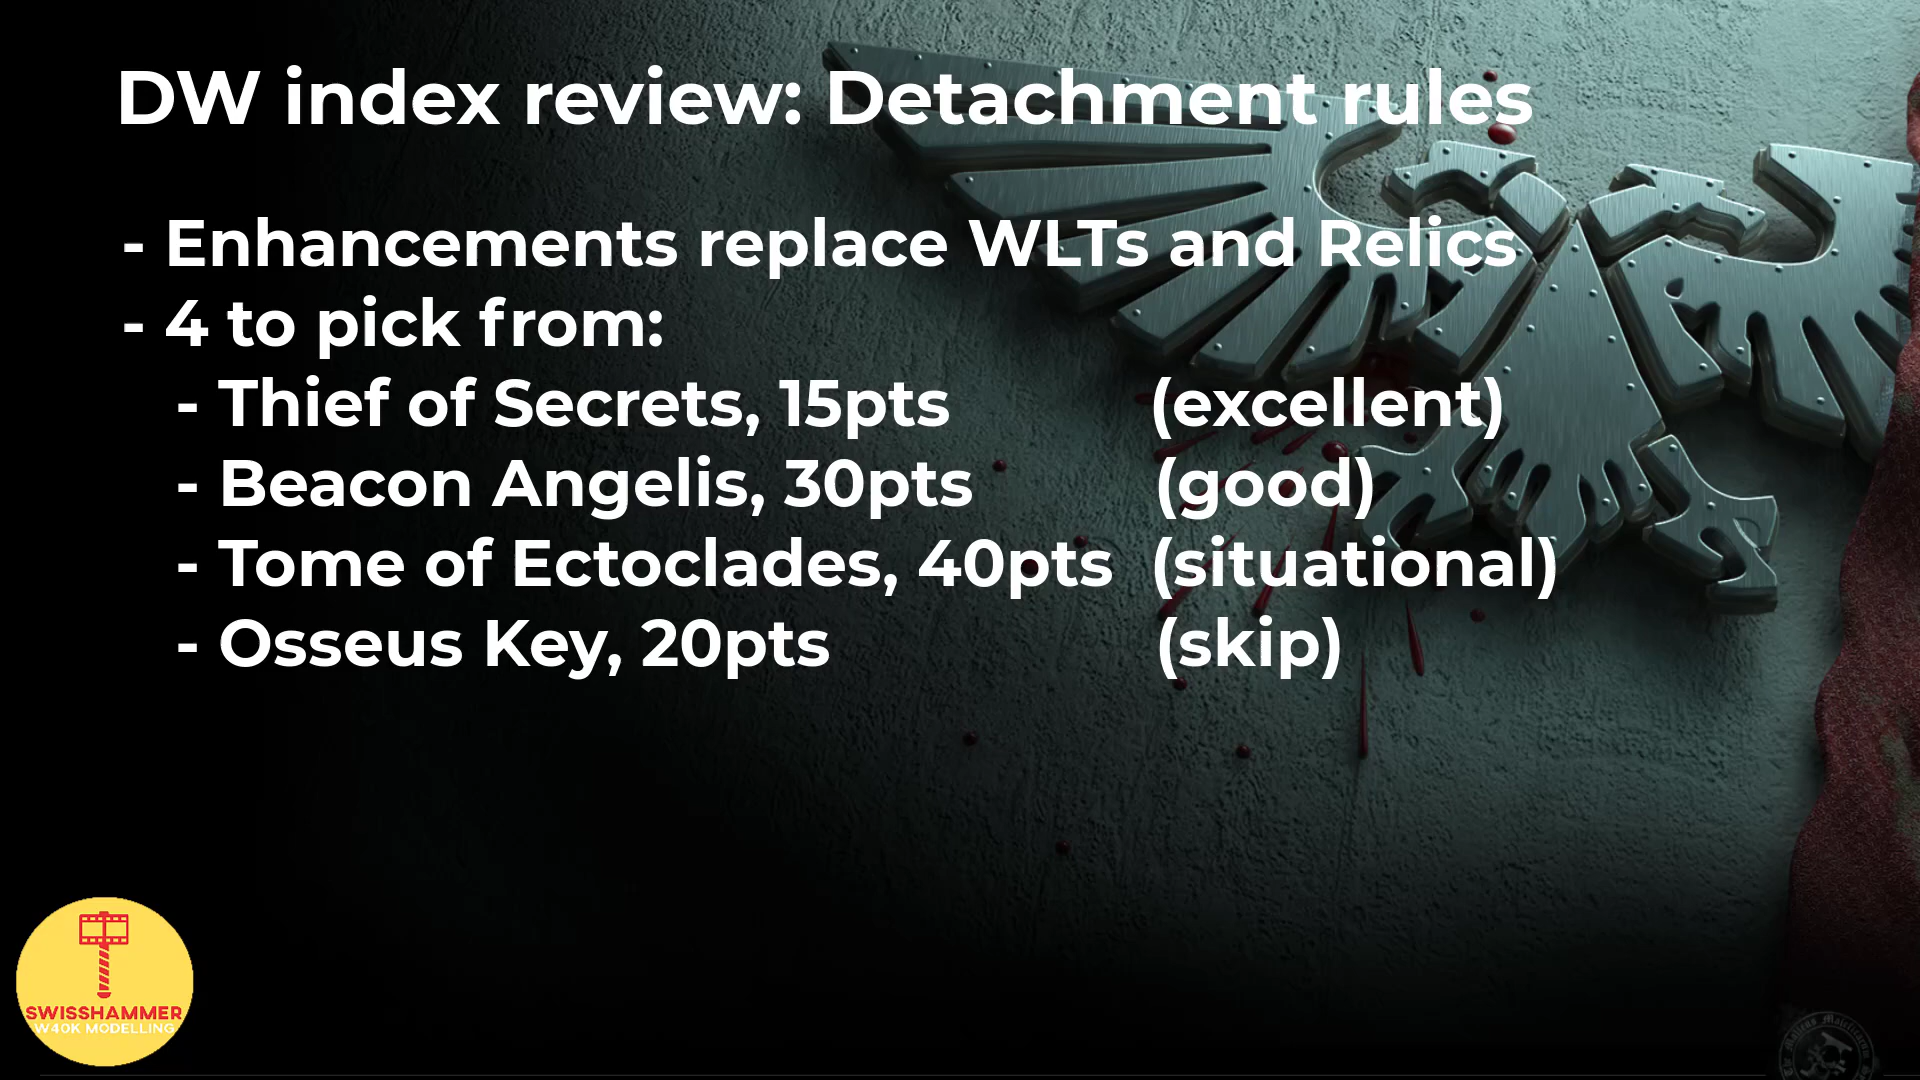 DW index review: Detachment rules
- Enhancements replace WLTs and Relics
- 4 to pick from:
- Thief of Secrets, 15pts (excellent)
- Beacon Angelis, 30pts (good)
- Tome of Ectoclades, 40pts (situational)
- Osseus Key, 20pts (skip)
SWISSHAMMER
W40K MODELLING